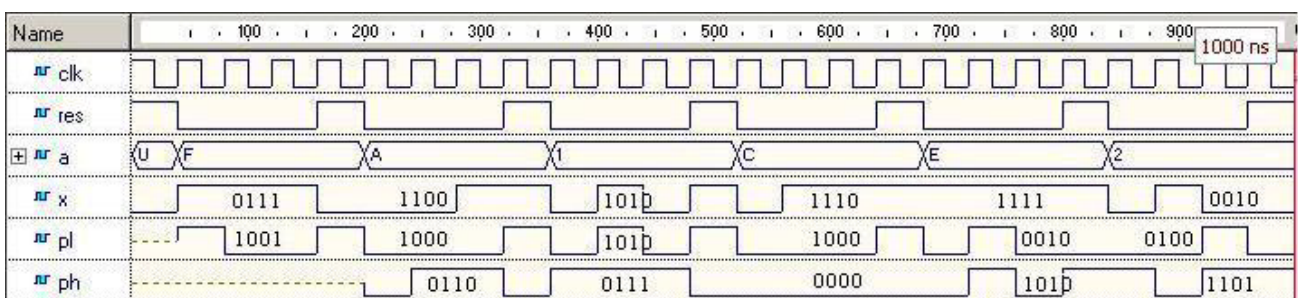 Name 100 200 300 400 500 600 700 800 900 1000 ns
clk
res
a U F A 1 C E 2
x 0111 1100 1010 1110 1111 0010
pl 1001 1000 1010 1000 0010 0100
ph 0110 0111 0000 1010 1101